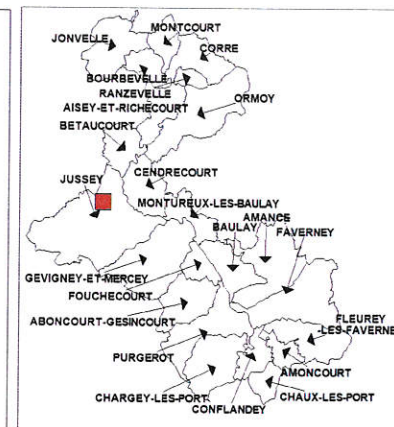 JONVELLE
MONTCOURT
CORRE
BOURBEVELLE
RANZEVELLE
AISEY-ET-RICHECOURT
ORMOY
BETAUCOURT
CENDRECOURT
JUSSEY
MONTUREUX-LES-BAULAY
AMANCE
BAULAY
FAVERNEY
GEVIGNEY-ET-MERCEY
FOUCHECOURT
ABONCOURT-GESINCOURT
FLEUREY
-LES-FAVERNE
PURGEROT
AMONCOURT
CHARGEY-LES-PORT
CHAUX-LES-PORT
CONFLANDEY